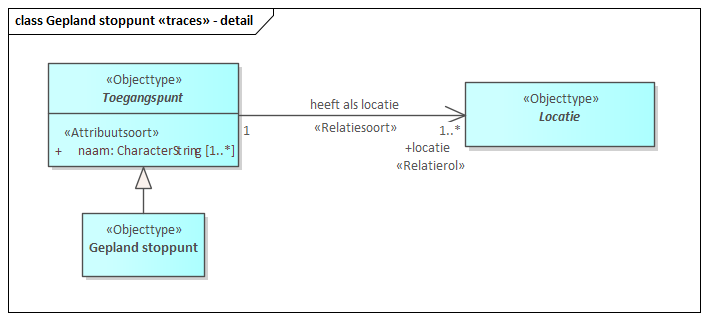 class Gepland stoppunt «traces» - detail
«Objecttype»
Toegangspunt
«Attribuutsoort»
+ naam: CharacterString [1..*]
heeft als locatie
«Relatiesoort»
1
1..*
+locatie
«Relatierol»
«Objecttype»
Locatie
«Objecttype»
Gepland stoppunt